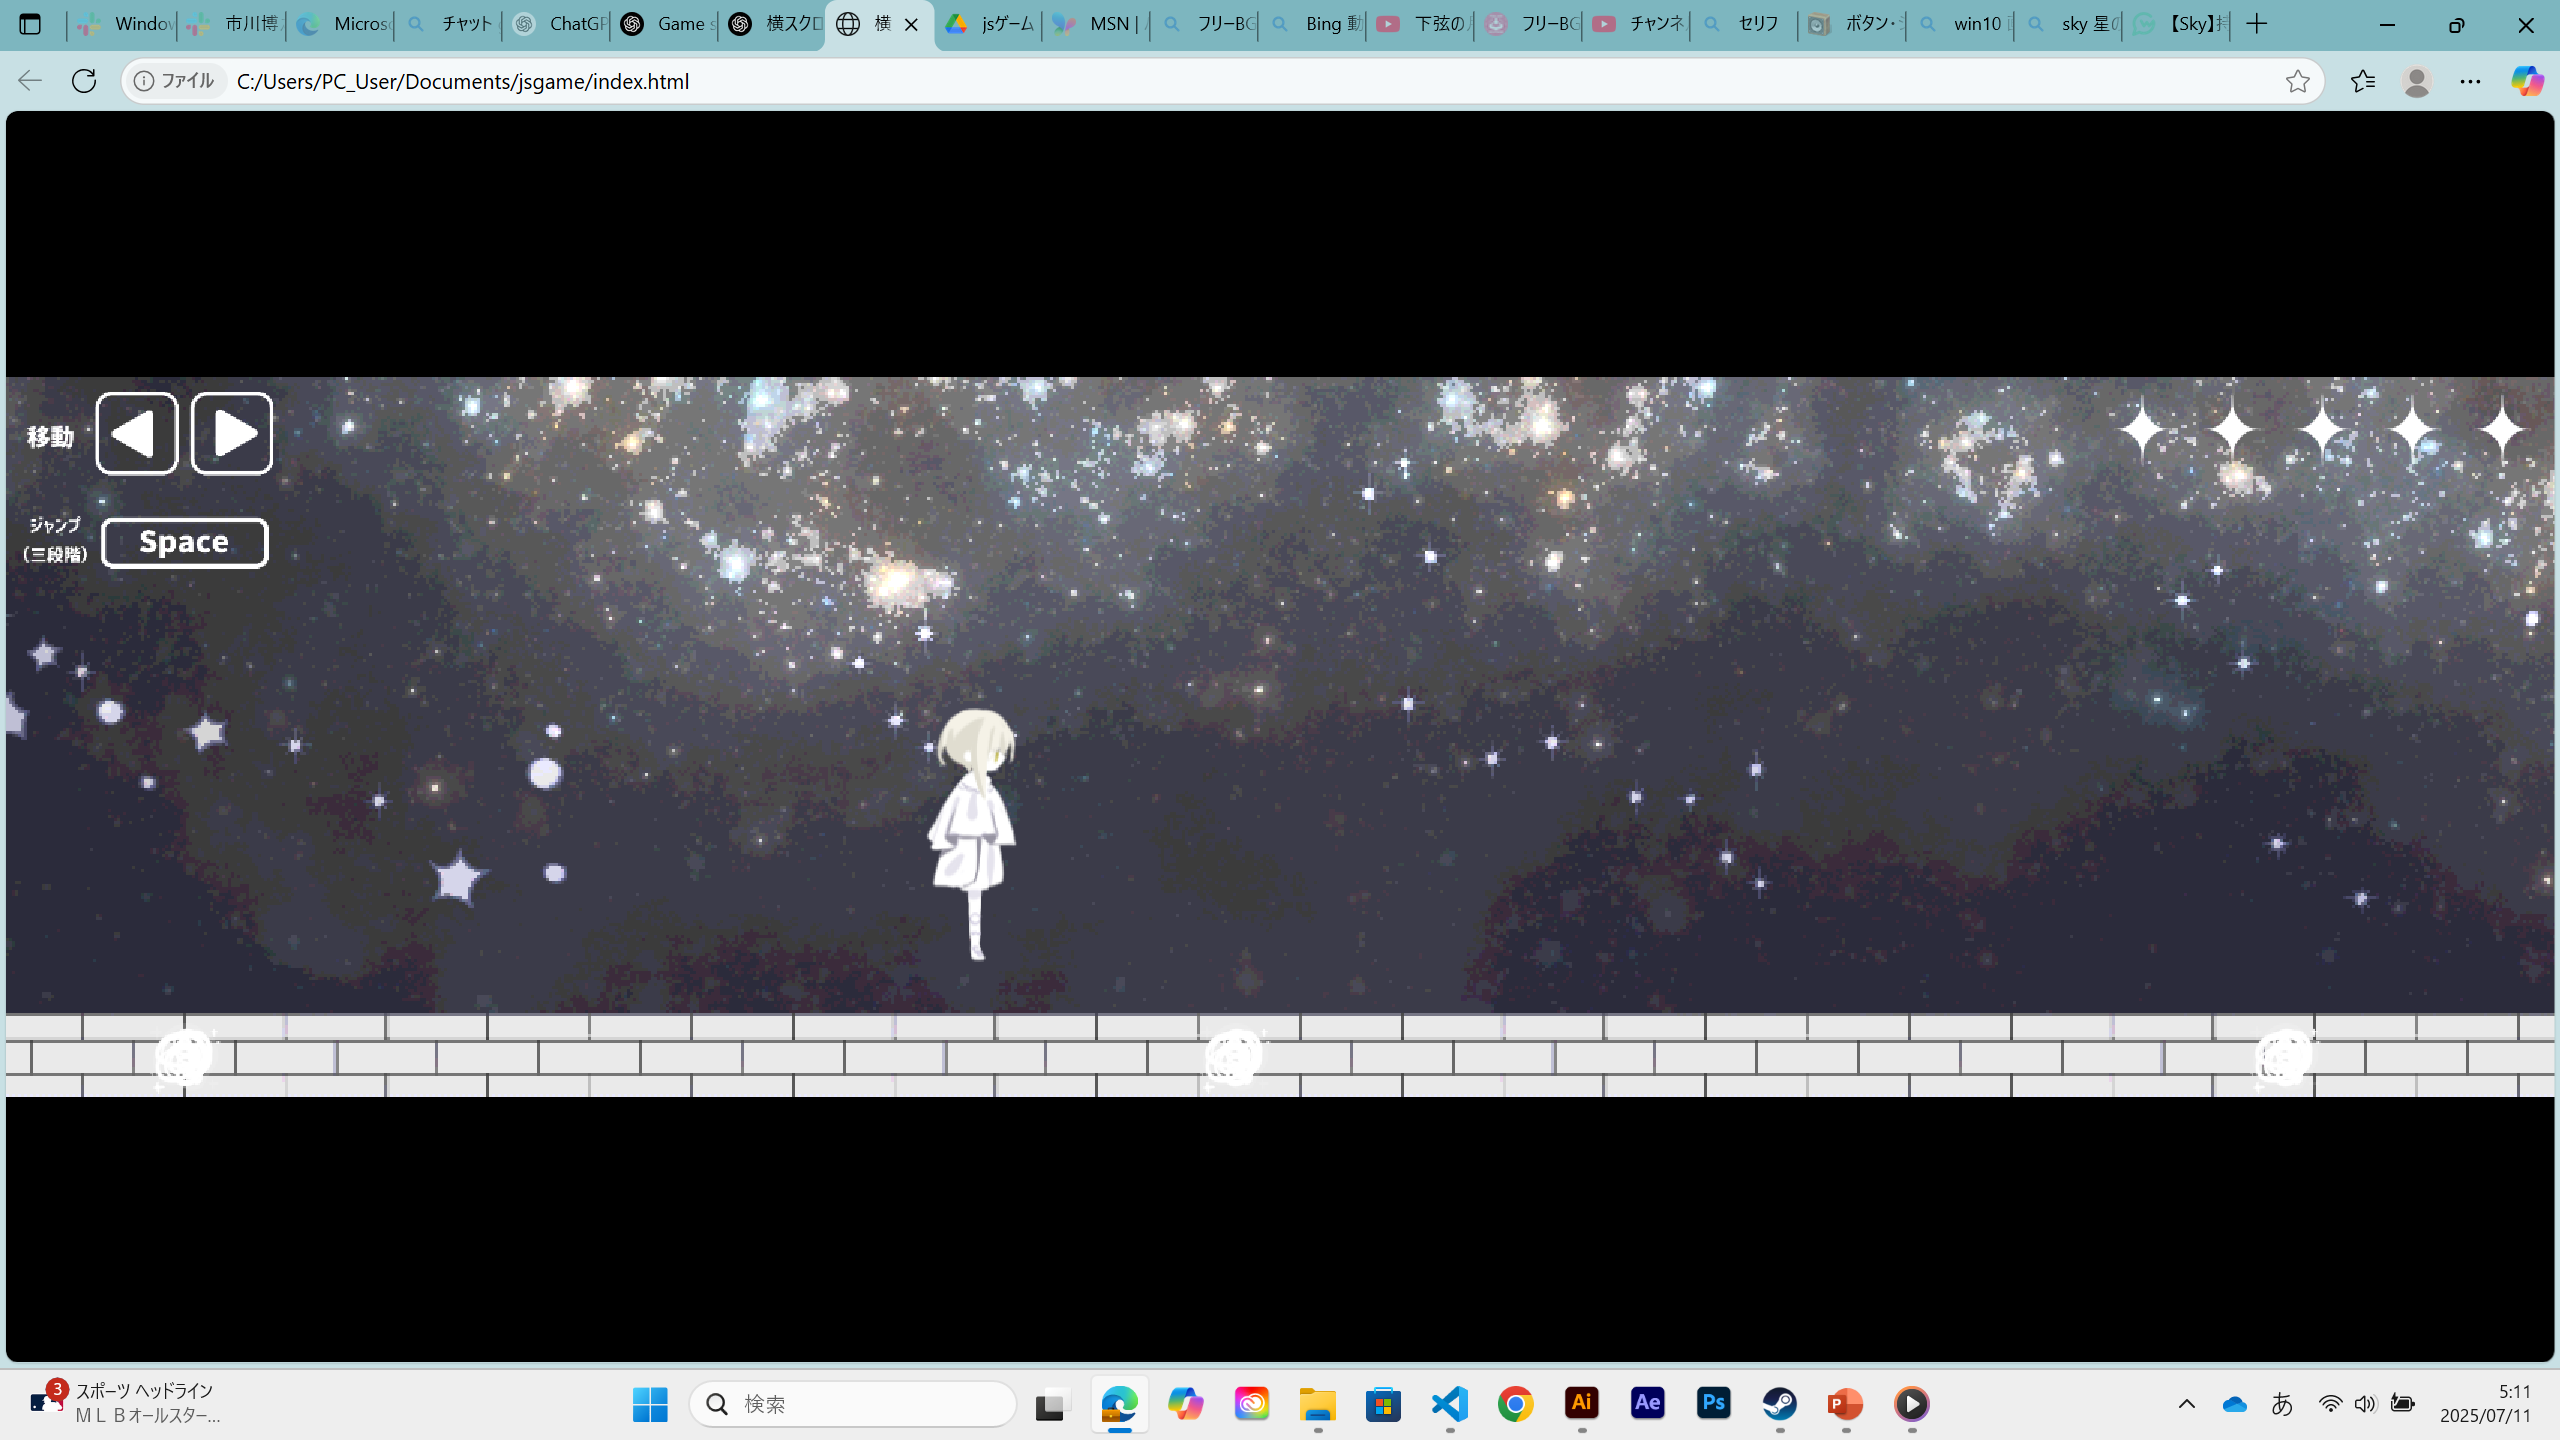 Window
市川博
Micros
チャット
ChatGP
Game s
横スクロ
横
jsゲーム
MSN |
フリーBG
Bing 動
下弦の
フリーBG
チャンネ
セリフ
ボタン・
win10
sky 星の
【Sky】
ファイル
C:/Users/PC_User/Documents/jsgame/index.html
移動
ジャンプ
(三段階)
Space
3
スポーツ ヘッドライン
ＭＬＢオールスター...
検索
Ai
Ae
Ps
P
あ
5:11
2025/07/11